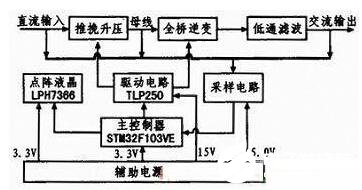 直流输入 推挽升压 母线 全桥逆变 低通滤波 交流输出
点阵液晶
LPH7366
驱动电路
TLP250
采样电路
主控制器
STM32F103VE
3.3V 3.3V 15V 5.0V
辅助电源